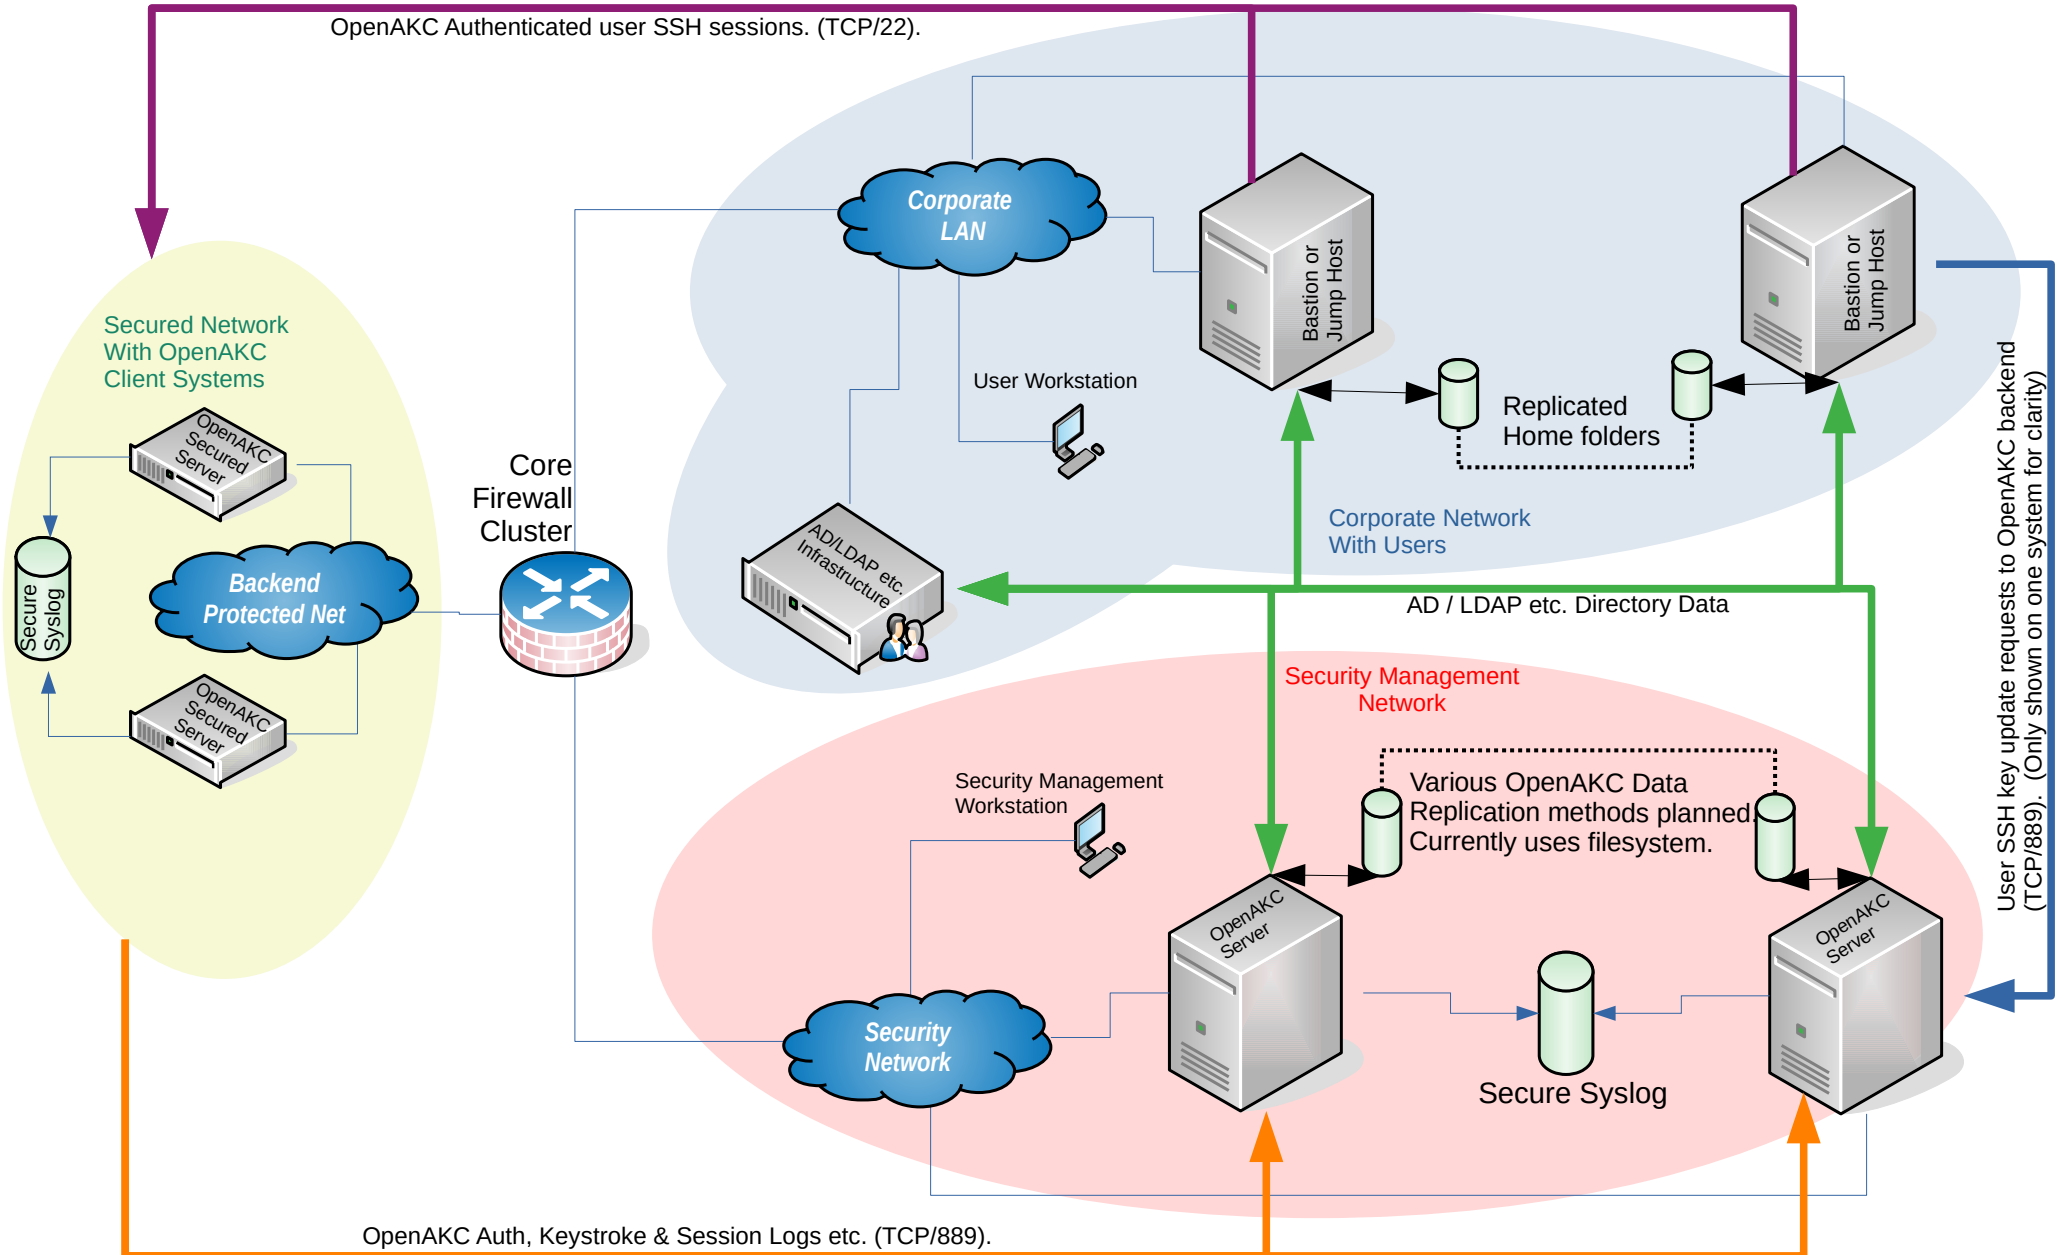 OpenAKC Authenticated user SSH sessions. (TCP/22).
Corporate
LAN
Bastion or
Jump Host
Bastion or
Jump Host
Secured Network
With OpenAKC
Client Systems
User Workstation
Replicated
Home folders
OpenAKC
Secured
Server
Core
Firewall
Cluster
Corporate Network
With Users
AD/LDAP etc.
Infrastructure
Backend
Protected Net
Secure
Syslog
AD / LDAP etc. Directory Data
User SSH key update requests to OpenAKC backend
(TCP/889).  (Only shown on one system for clarity)
OpenAKC
Secured
Server
Security Management
Network
Security Management
Workstation
Various OpenAKC Data
Replication methods planned.
Currently uses filesystem.
OpenAKC
Server
OpenAKC
Server
Security
Network
Secure Syslog
OpenAKC Auth, Keystroke & Session Logs etc. (TCP/889).